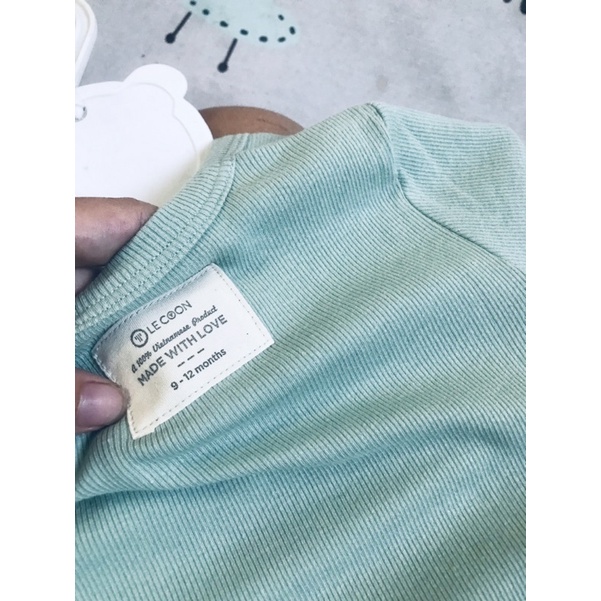 LE COON
A 100% Vietnamese Product
MADE WITH LOVE
9 - 12 months